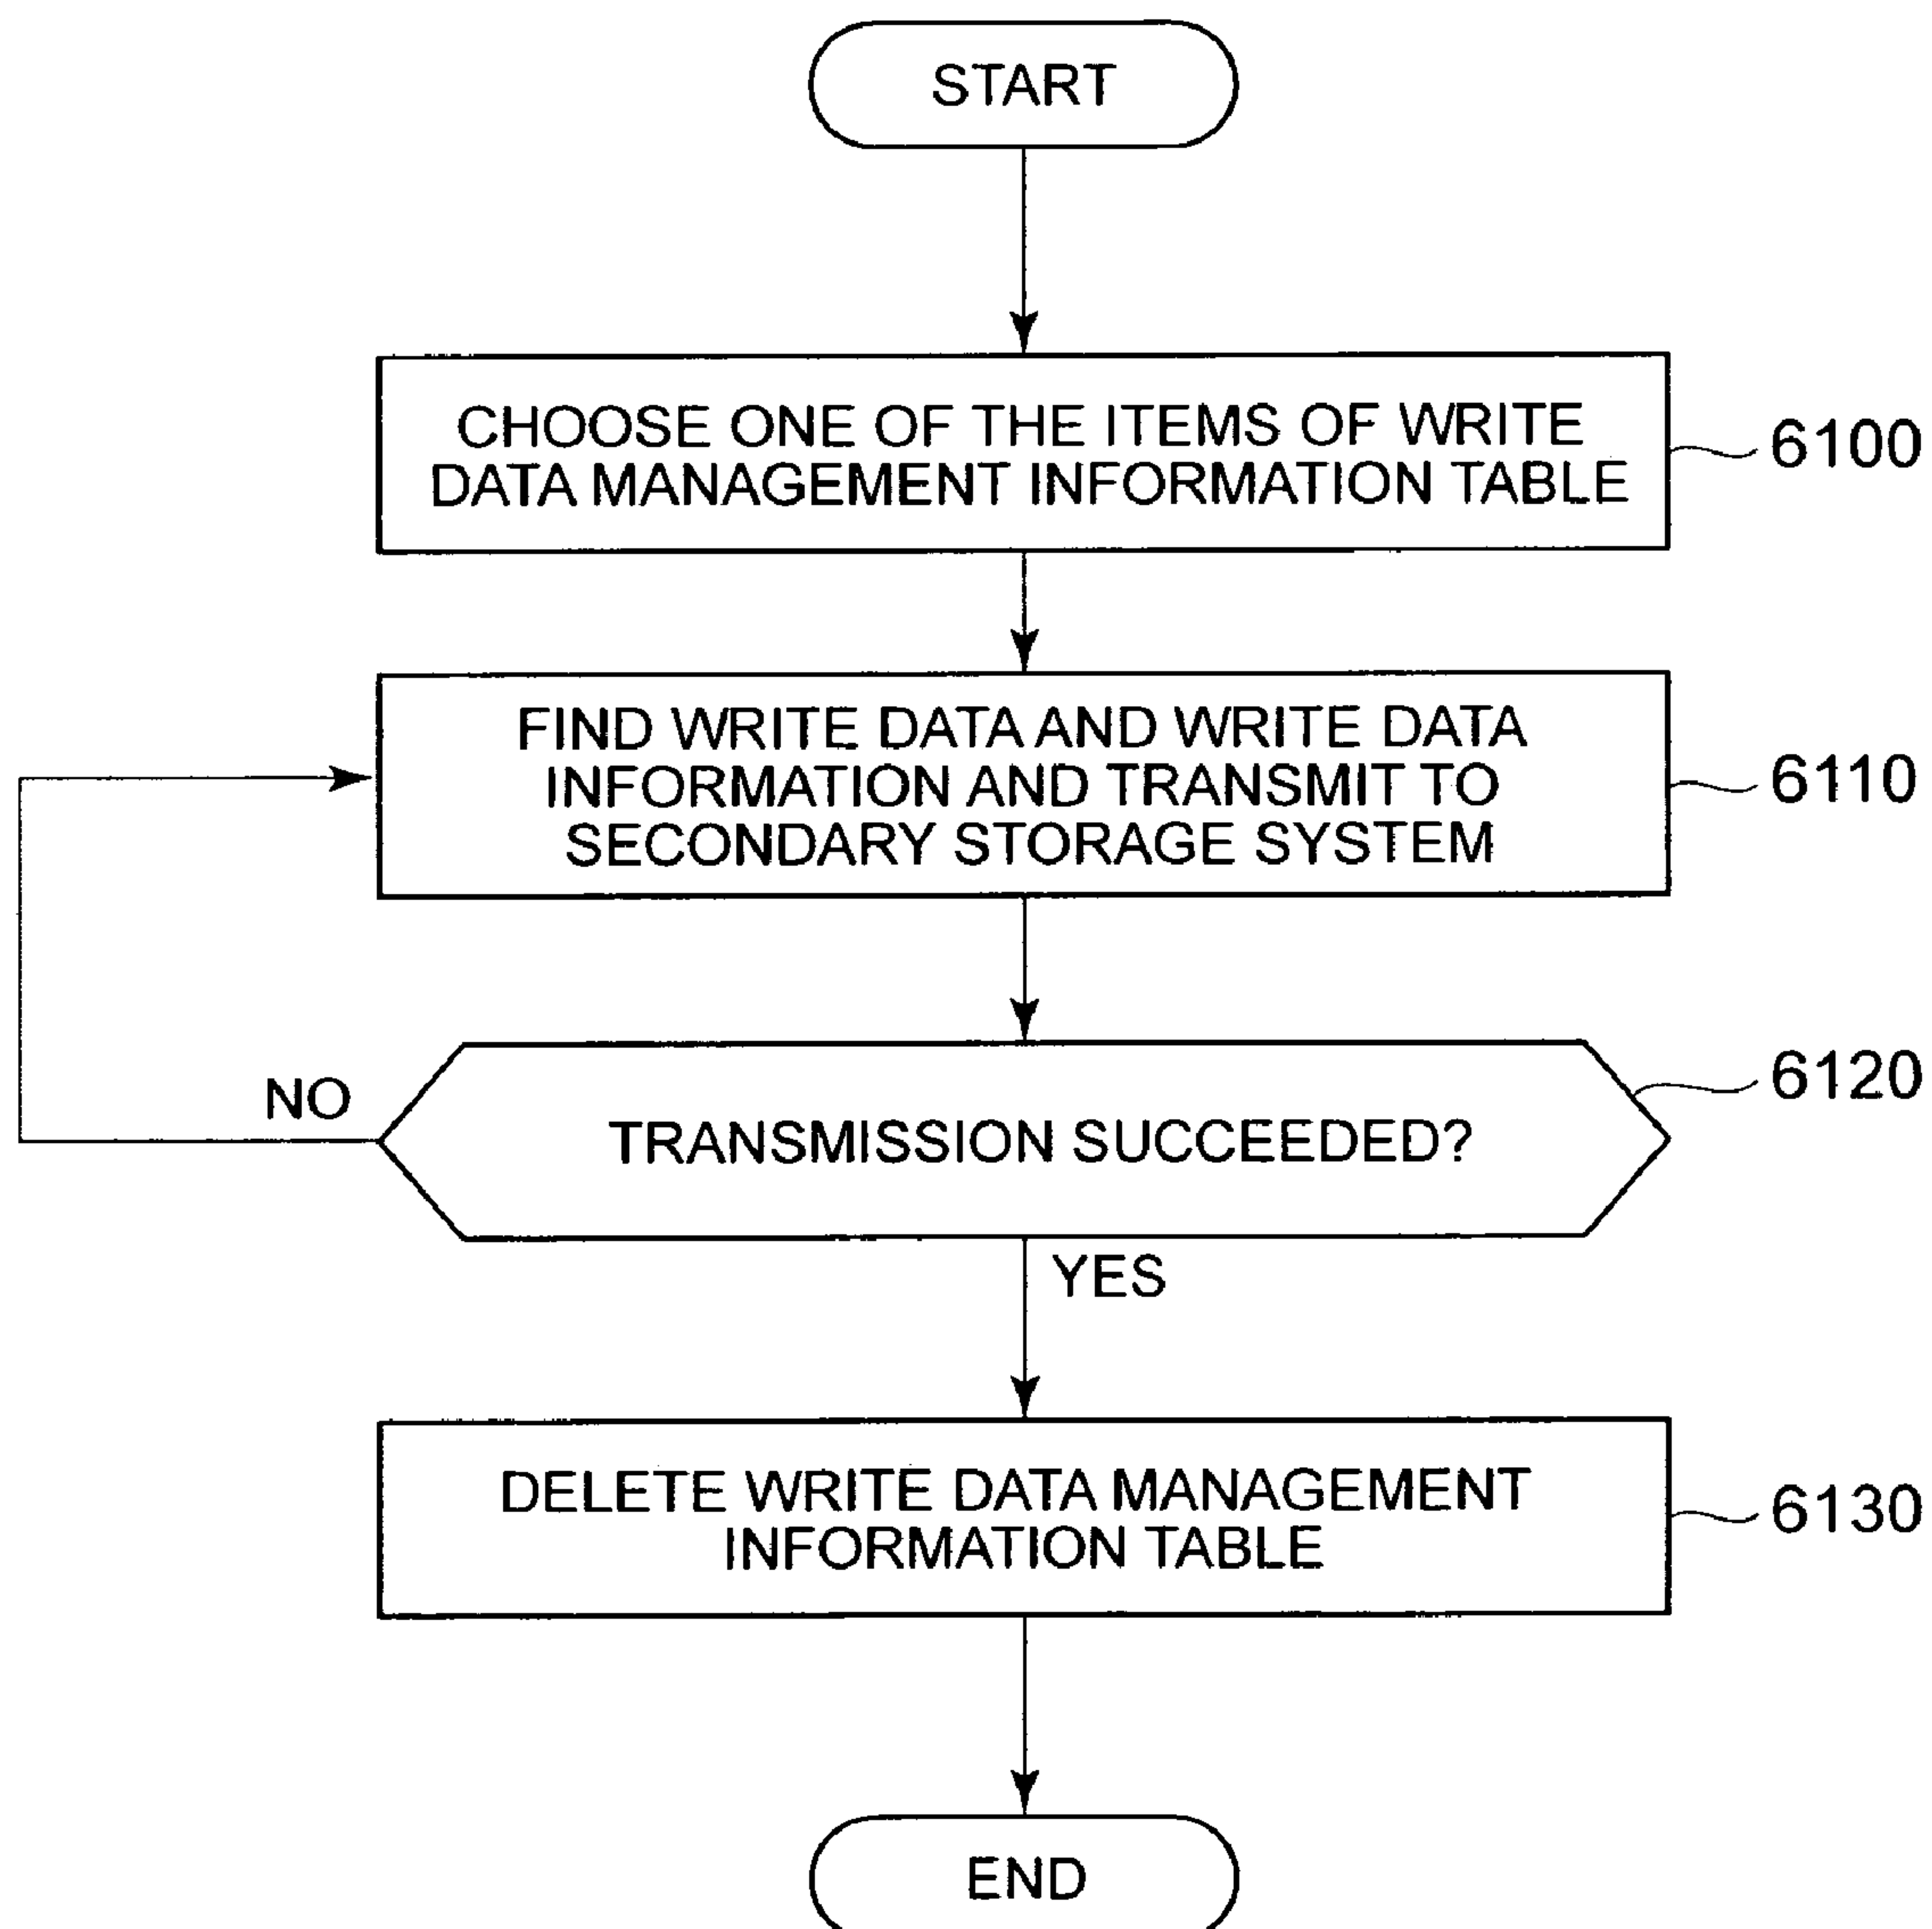 START
CHOOSE ONE OF THE ITEMS OF WRITE
DATA MANAGEMENT INFORMATION TABLE
6100
FIND WRITE DATA AND WRITE DATA
INFORMATION AND TRANSMIT TO
SECONDARY STORAGE SYSTEM
6110
6120
NO
TRANSMISSION SUCCEEDED?
YES
DELETE WRITE DATA MANAGEMENT
INFORMATION TABLE
6130
END